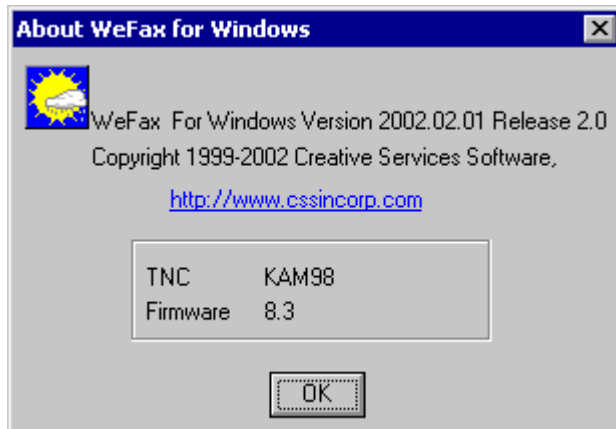 About WeFax for Windows
WeFax For Windows Version 2002.02.01 Release 2.0
Copyright 1999-2002 Creative Services Software,
http://www.cssincorp.com
TNC KAM98
Firmware 8.3
OK